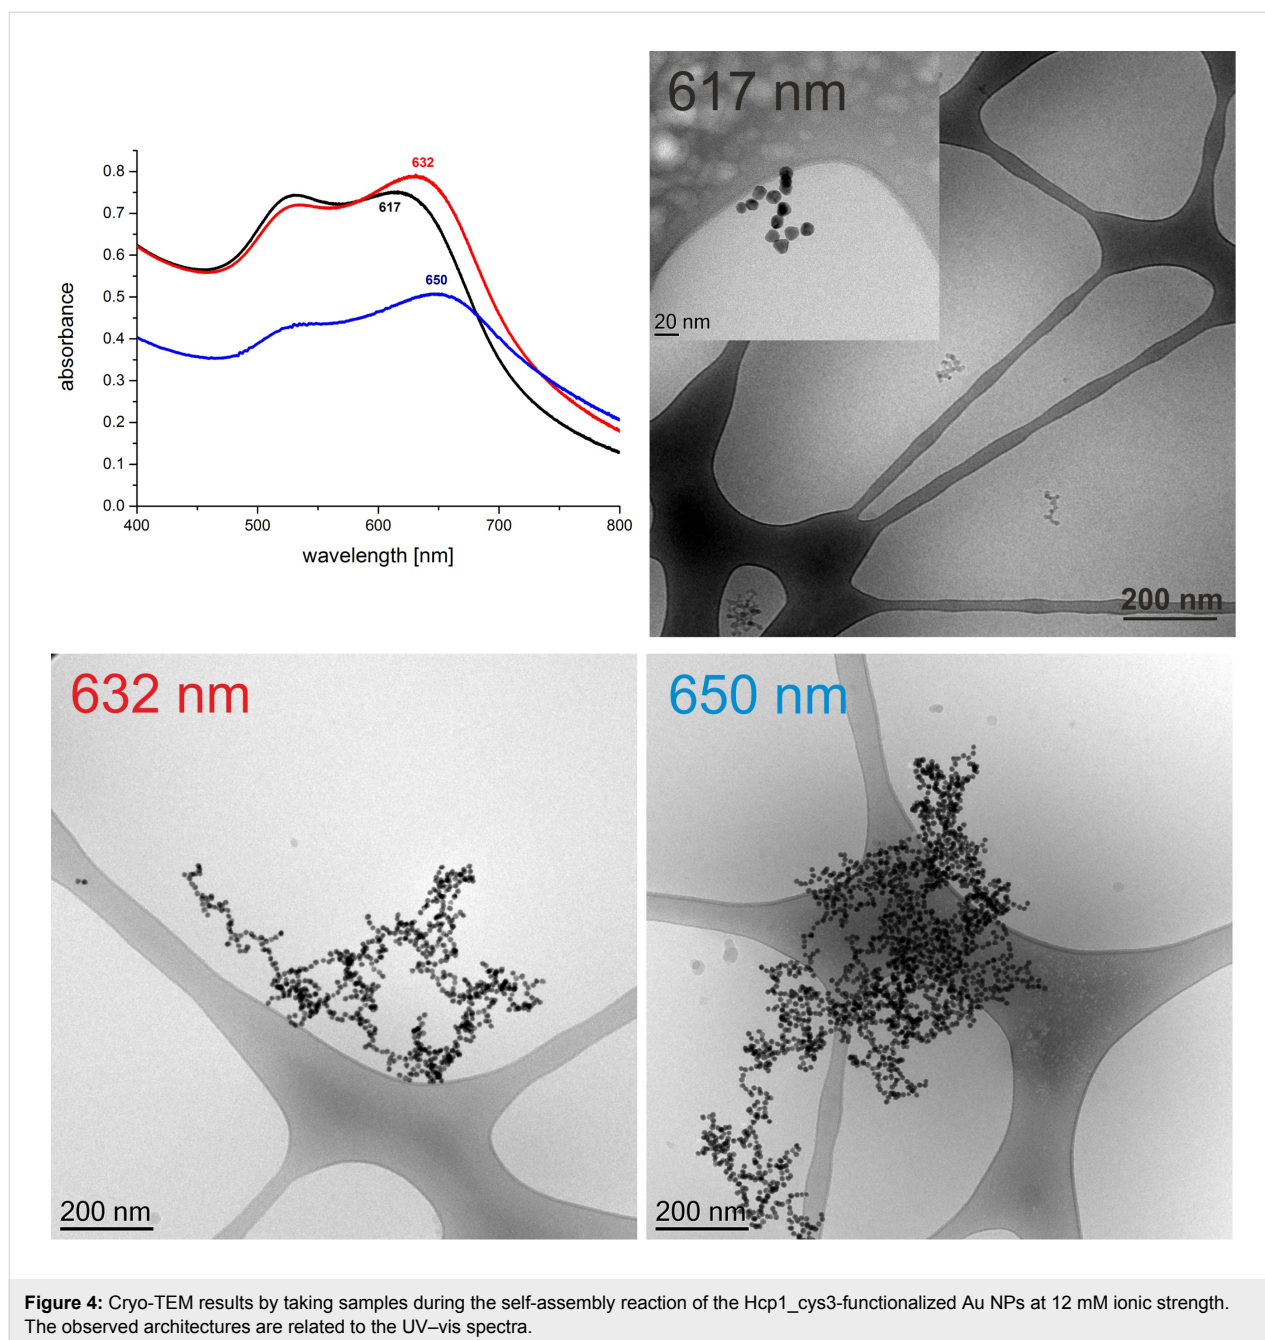 0.8
0.7
0.6
0.5
0.4
0.3
0.2
0.1
0.0
absorbance
632
617
650
400 500 600 700 800
wavelength [nm]
617 nm
20 nm
200 nm
632 nm
200 nm
650 nm
200 nm
Figure 4: Cryo-TEM results by taking samples during the self-assembly reaction of the Hcp1_cys3-functionalized Au NPs at 12 mM ionic strength.
The observed architectures are related to the UV–vis spectra.